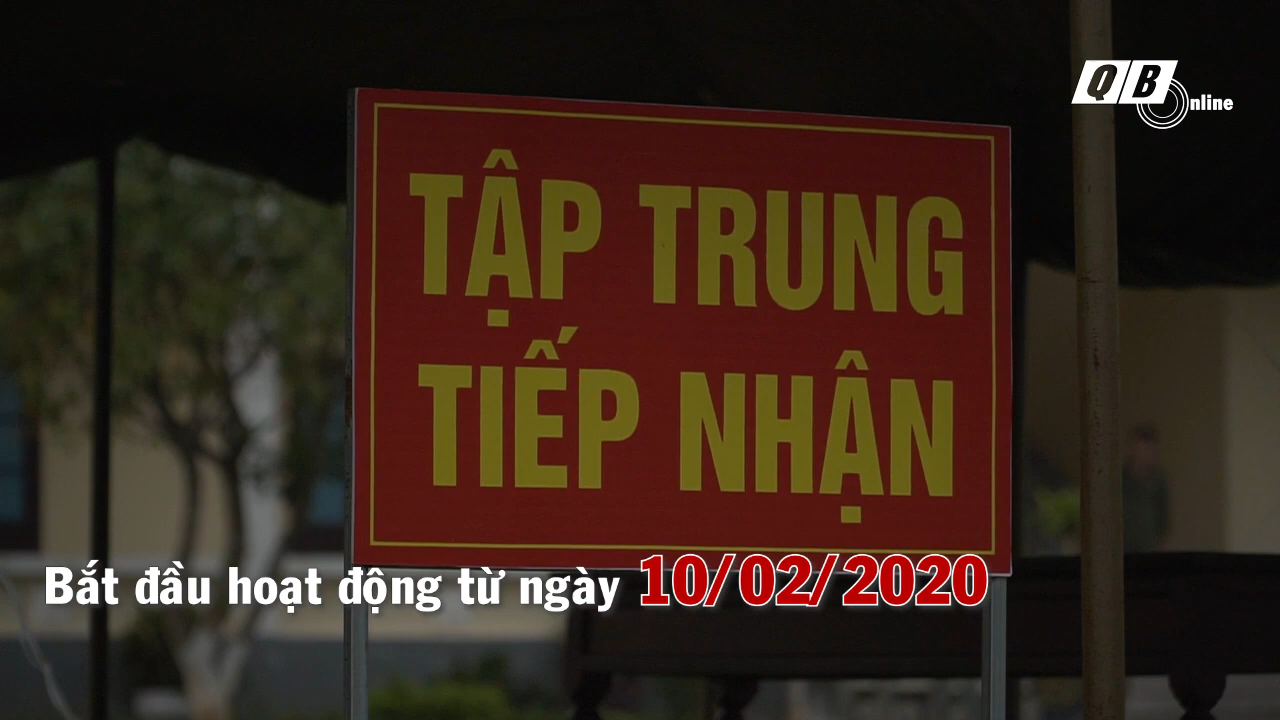 QB Online
TẬP TRUNG
TIẾP NHẬN
Bắt đầu hoạt động từ ngày 10/02/2020